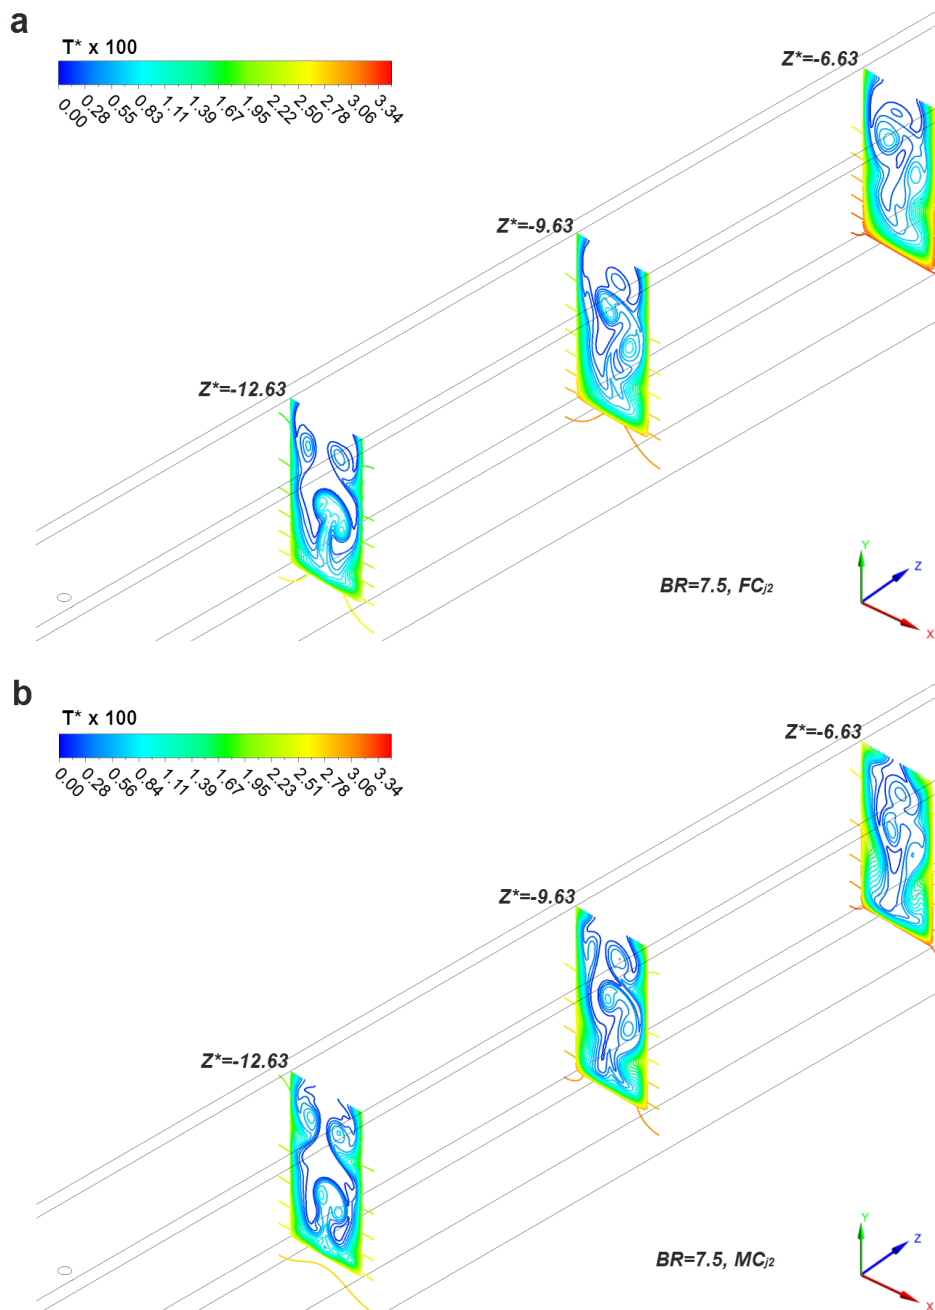 a
T* x 100
0.00 0.28 0.55 0.83 1.11 1.39 1.67 1.95 2.22 2.50 2.78 3.06 3.34
Z*=-6.63
Z*=-9.63
Z*=-12.63
BR=7.5, FCj2
Y
Z
X
b
T* x 100
0.00 0.28 0.56 0.84 1.11 1.39 1.67 1.95 2.23 2.51 2.78 3.06 3.34
Z*=-6.63
Z*=-9.63
Z*=-12.63
BR=7.5, MCj2
Y
Z
X